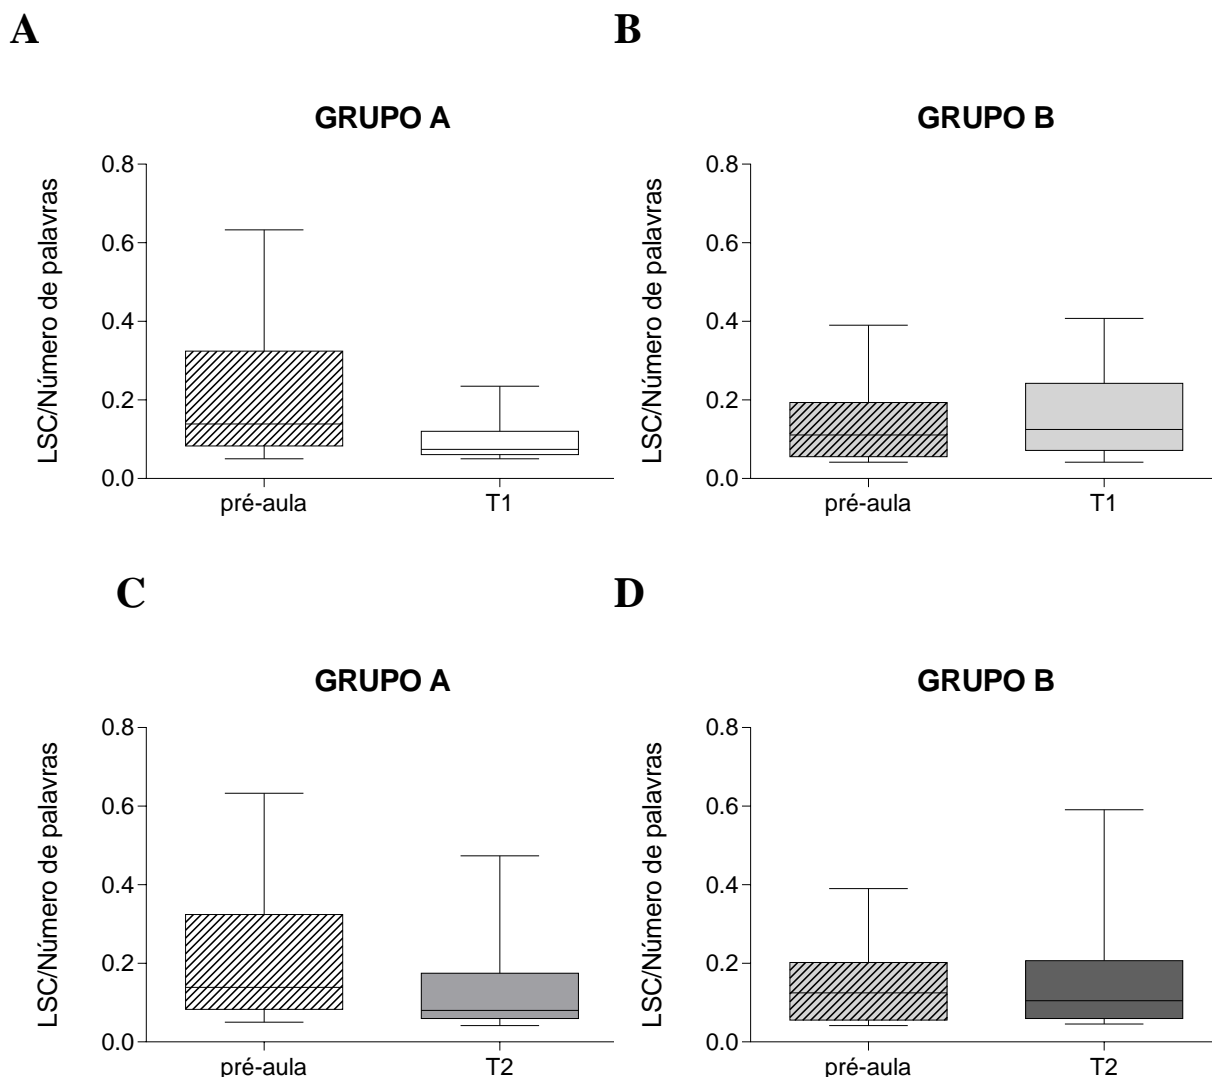 A
B
GRUPO A
GRUPO B
LSC/Número de palavras
0.8
0.6
0.4
0.2
0.0
pré-aula
T1
LSC/Número de palavras
0.8
0.6
0.4
0.2
0.0
pré-aula
T1
C
D
GRUPO A
GRUPO B
LSC/Número de palavras
0.8
0.6
0.4
0.2
0.0
pré-aula
T2
LSC/Número de palavras
0.8
0.6
0.4
0.2
0.0
pré-aula
T2